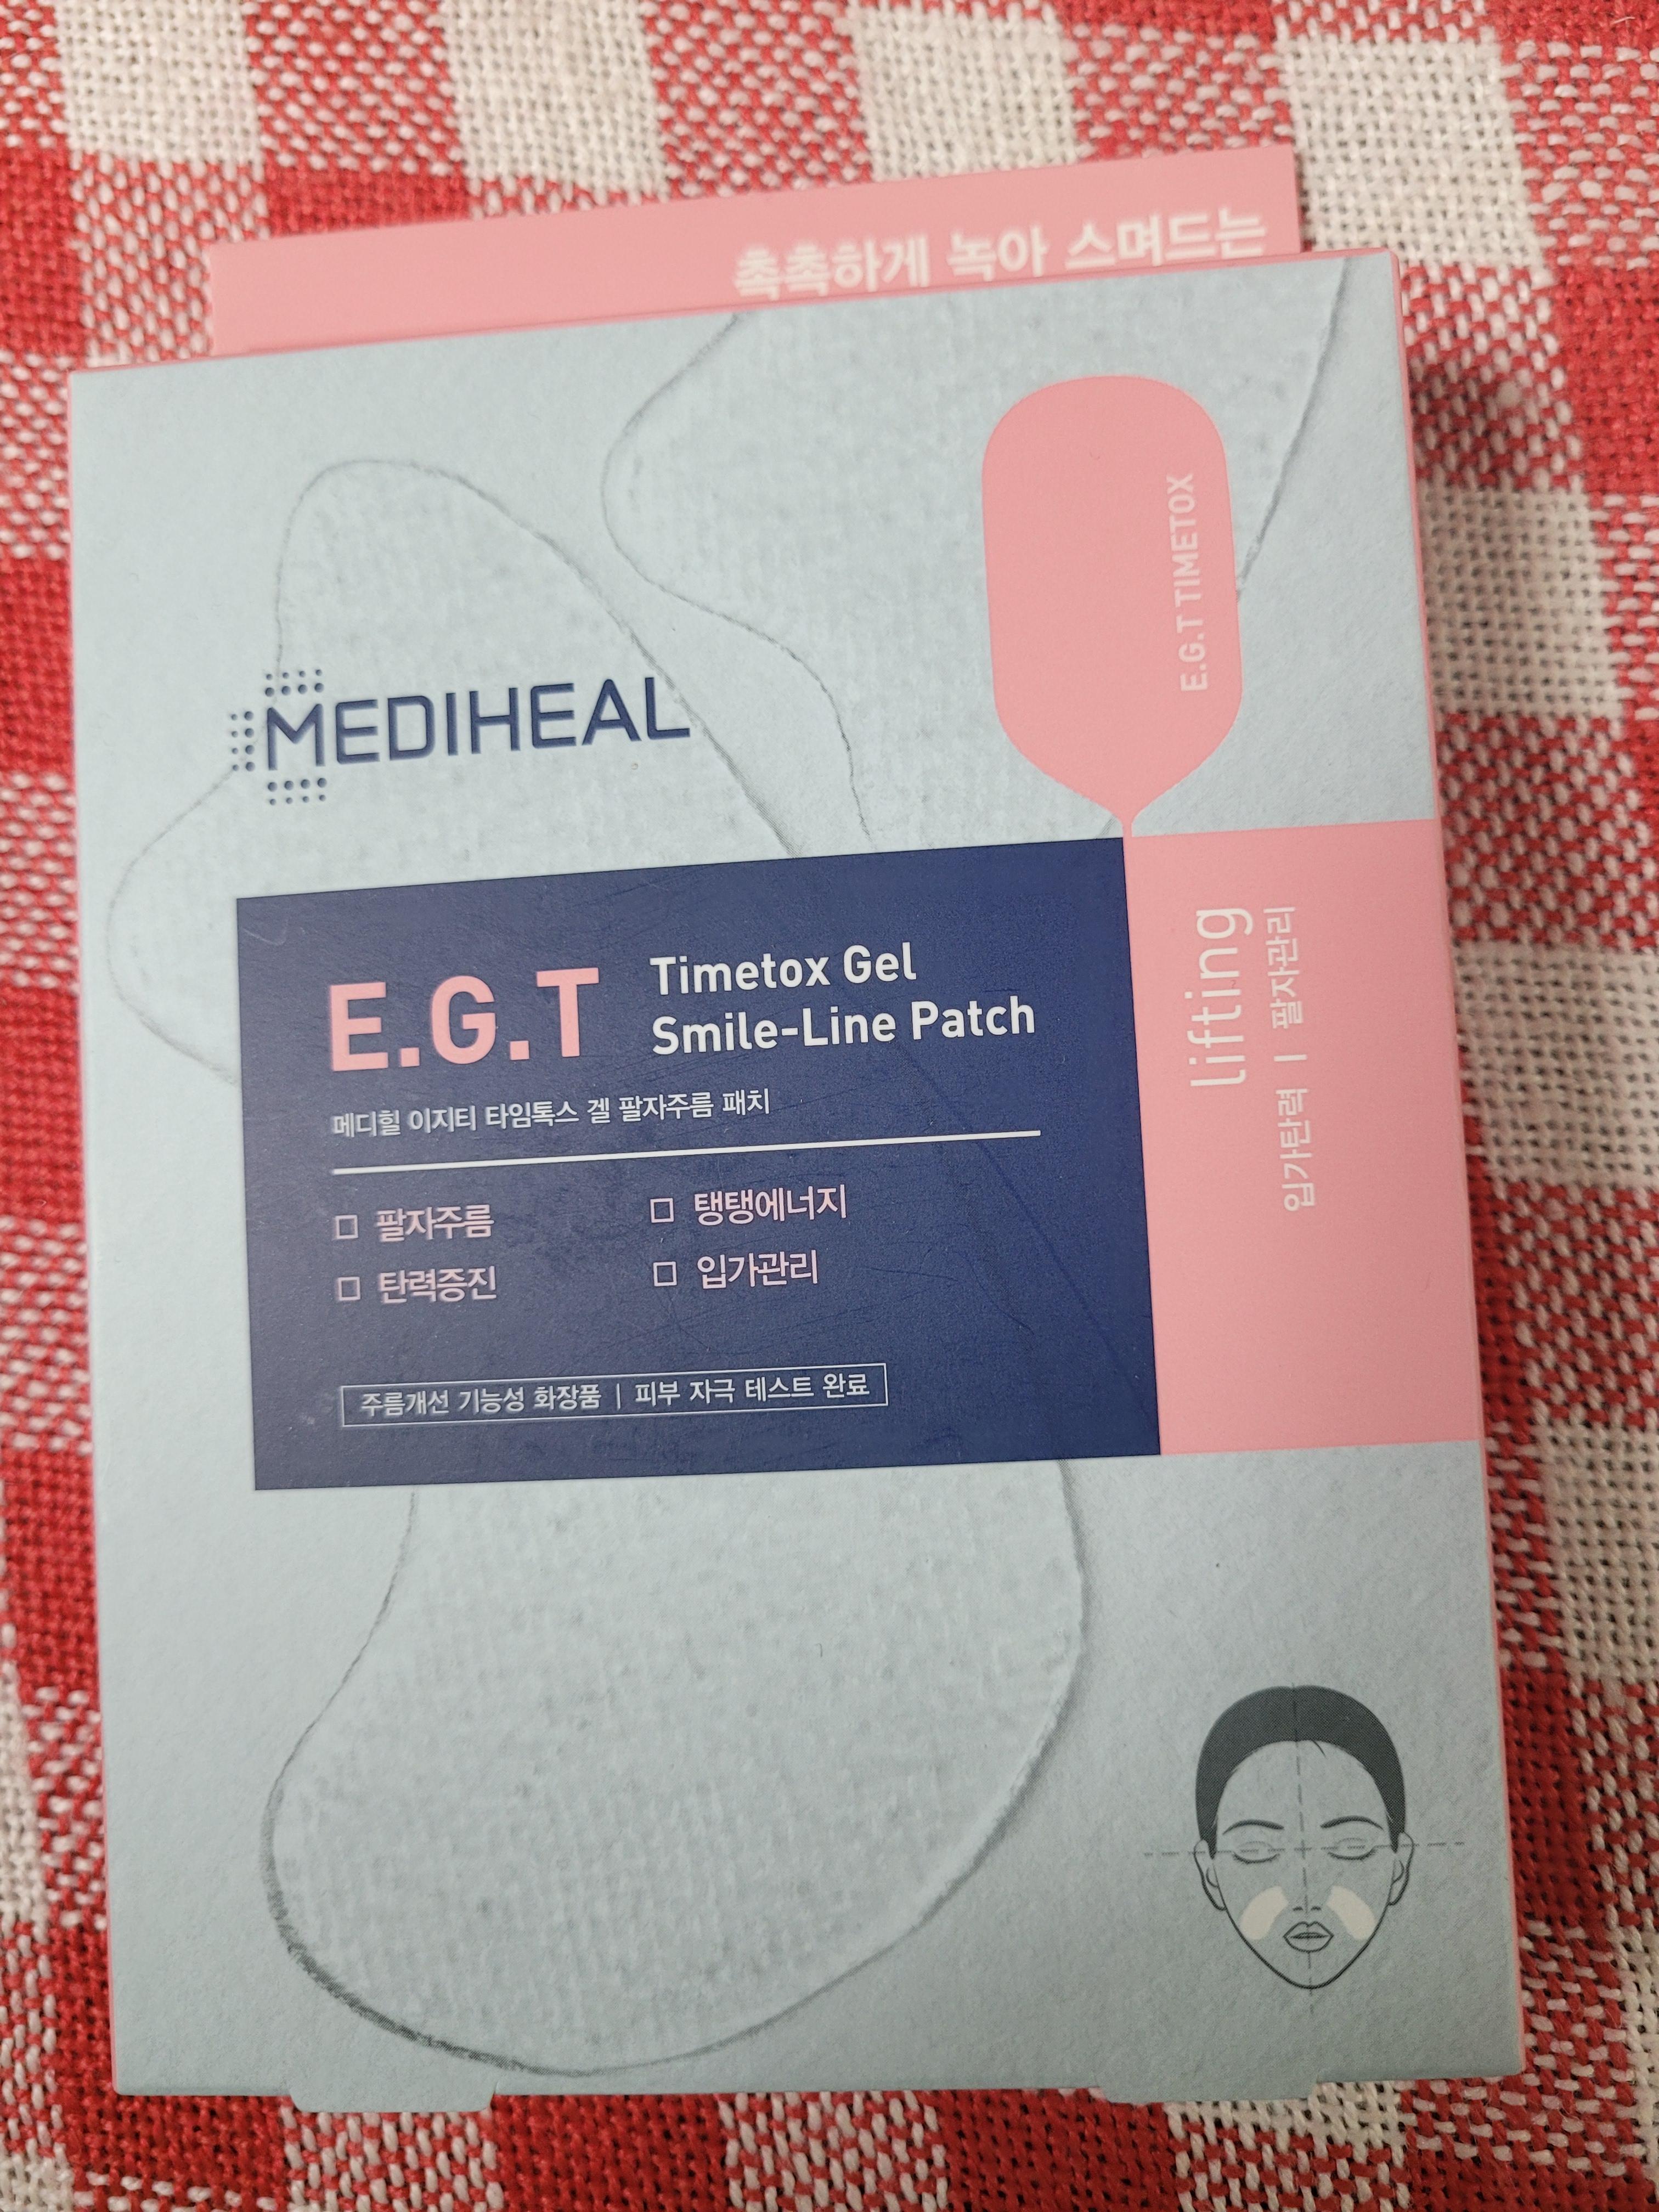 촉촉하게 녹아 스며드는
E.G.T TIMETOX
MEDIHEAL
E.G.T Timetox Gel
Smile-Line Patch
메디힐 이지티 타임톡스 겔 팔자주름 패치
□ 팔자주름 □ 탱탱에너지
□ 탄력증진 □ 입가관리
주름개선 기능성 화장품 | 피부 자극 테스트 완료
lifting
입가탄력 | 팔자관리